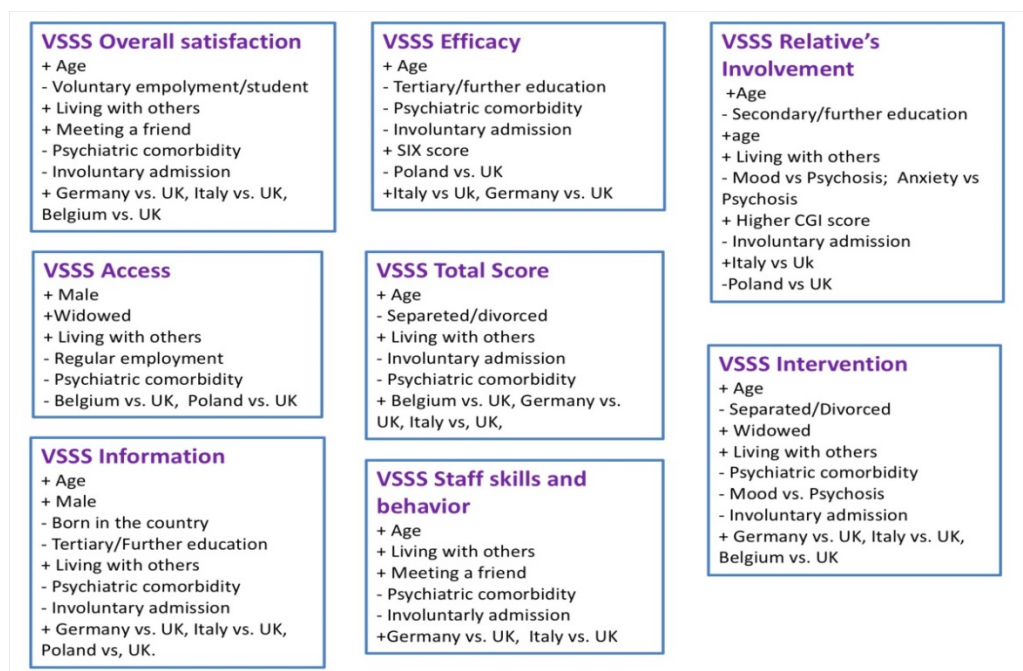 VSSS Overall satisfaction
+ Age
- Voluntary empolyment/student
+ Living with others
+ Meeting a friend
- Psychiatric comorbidity
- Involuntary admission
+ Germany vs. UK, Italy vs. UK,
Belgium vs. UK
VSSS Efficacy
+ Age
- Tertiary/further education
- Psychiatric comorbidity
- Involuntary admission
+ SIX score
- Poland vs. UK
+Italy vs Uk, Germany vs. UK
VSSS Relative's
Involvement
+Age
- Secondary/further education
+age
+ Living with others
- Mood vs Psychosis; Anxiety vs
Psychosis
+ Higher CGI score
- Involuntary admission
+Italy vs Uk
-Poland vs UK
VSSS Access
+ Male
+Widowed
+ Living with others
- Regular employment
- Psychiatric comorbidity
- Belgium vs. UK, Poland vs. UK
VSSS Total Score
+ Age
- Separeted/divorced
+ Living with others
- Involuntary admission
- Psychiatric comorbidity
+ Belgium vs. UK, Germany vs.
UK, Italy vs, UK,
VSSS Intervention
+ Age
- Separated/Divorced
+ Widowed
+ Living with others
- Psychiatric comorbidity
- Mood vs. Psychosis
- Involuntary admission
+ Germany vs. UK, Italy vs. UK,
Belgium vs. UK
VSSS Information
+ Age
+ Male
- Born in the country
- Tertiary/Further education
+ Living with others
- Psychiatric comorbidity
- Involuntary admission
+ Germany vs. UK, Italy vs. UK,
Poland vs, UK.
VSSS Staff skills and
behavior
+ Age
+ Living with others
+ Meeting a friend
- Psychiatric comorbidity
- Involuntarly admission
+Germany vs. UK, Italy vs. UK